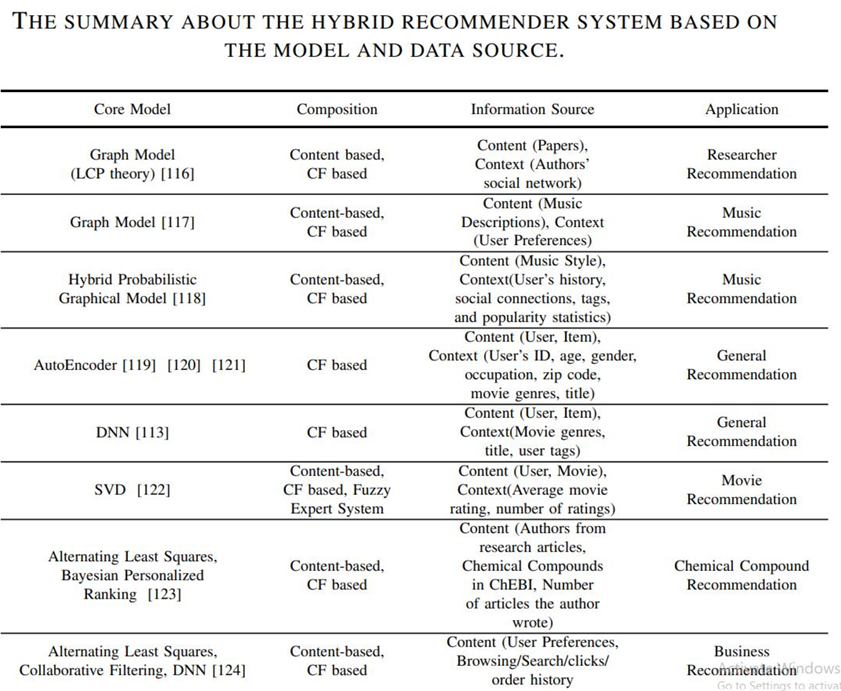 THE SUMMARY ABOUT THE HYBRID RECOMMENDER SYSTEM BASED ON
THE MODEL AND DATA SOURCE.
Core Model Composition Information Source Application
Graph Model
(LCP theory) [116]
Content based,
CF based
Content (Papers),
Context (Authors'
social network)
Researcher
Recommendation
Graph Model [117]
Content-based,
CF based
Content (Music
Descriptions), Context
(User Preferences)
Music
Recommendation
Hybrid Probabilistic
Graphical Model [118]
Content-based,
CF based
Content (Music Style),
Context(User's history,
social connections, tags,
and popularity statistics)
Music
Recommendation
AutoEncoder [119] [120] [121]
CF based
Content (User, Item),
Context (User's ID, age, gender,
occupation, zip code,
movie genres, title)
General
Recommendation
DNN [113]
CF based
Content (User, Item),
Context(Movie genres,
title, user tags)
General
Recommendation
SVD [122]
Content-based,
CF based, Fuzzy
Expert System
Content (User, Movie),
Context(Average movie
rating, number of ratings)
Movie
Recommendation
Alternating Least Squares,
Bayesian Personalized
Ranking [123]
Content-based,
CF based
Content (Authors from
research articles,
Chemical Compounds
in ChEBI, Number
of articles the author
wrote)
Chemical Compound
Recommendation
Alternating Least Squares,
Collaborative Filtering, DNN [124]
Content-based,
CF based
Content (User Preferences,
Browsing/Search/clicks/
order history
Business
Recommendation
Activate Windows
Go to Settings to activat